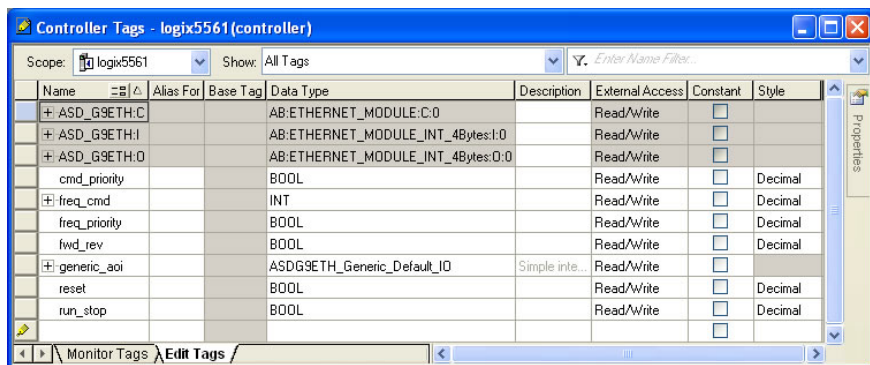 Controller Tags - logix5561(controller)
Scope: logix5561 Show: All Tags Enter Name Filter...
Name Alias For Base Tag Data Type Description External Access Constant Style
ASD_G9ETH:C AB:ETHERNET_MODULE:C:0 Read/Write
ASD_G9ETH:I AB:ETHERNET_MODULE_INT_4Bytes:I:0 Read/Write
ASD_G9ETH:O AB:ETHERNET_MODULE_INT_4Bytes:O:0 Read/Write
cmd_priority BOOL Read/Write Decimal
freq_cmd INT Read/Write Decimal
freq_priority BOOL Read/Write Decimal
fwd_rev BOOL Read/Write Decimal
generic_aoi ASDG9ETH_Generic_Default_IO Simple inte... Read/Write
reset BOOL Read/Write Decimal
run_stop BOOL Read/Write Decimal
Monitor Tags Edit Tags
Properties